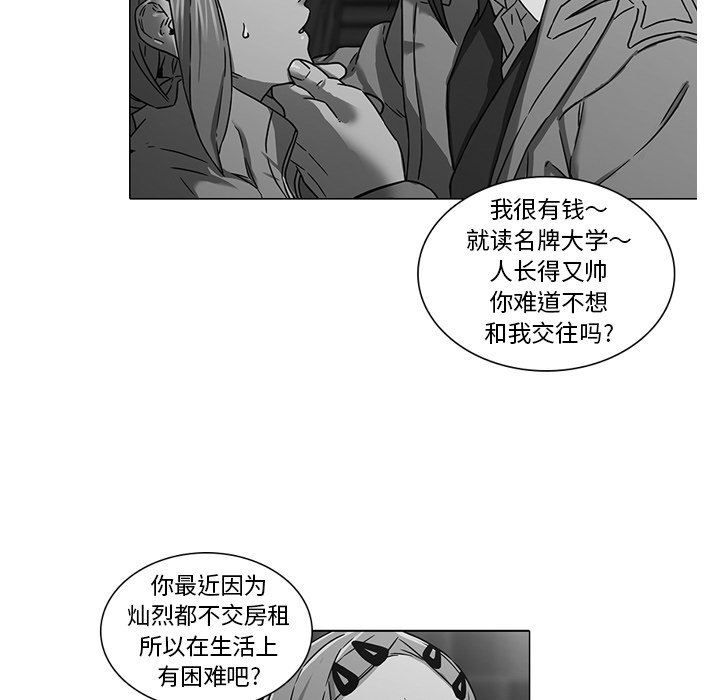 我很有钱～
就读名牌大学～
人长得又帅
你难道不想
和我交往吗?
你最近因为
灿烈都不交房租
所以在生活上
有困难吧?